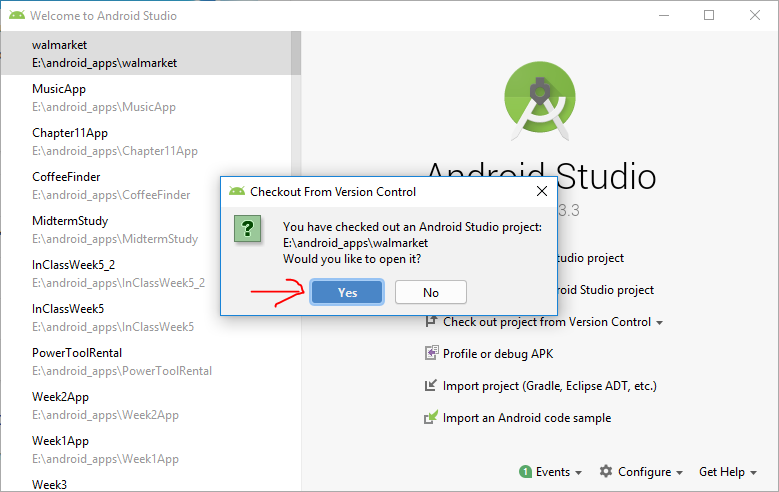 Welcome to Android Studio
walmarket
E:\android_apps\walmarket
MusicApp
E:\android_apps\MusicApp
Chapter11App
E:\android_apps\Chapter11App
CoffeeFinder
E:\android_apps\CoffeeFinder
MidtermStudy
E:\android_apps\MidtermStudy
InClassWeek5_2
E:\android_apps\InClassWeek5_2
InClassWeek5
E:\android_apps\InClassWeek5
PowerToolRental
E:\android_apps\PowerToolRental
Week2App
E:\android_apps\Week2App
Week1App
E:\android_apps\Week1App
Week3
Android Studio
3.3
Checkout From Version Control
?
You have checked out an Android Studio project:
E:\android_apps\walmarket
Would you like to open it?
Yes
No
studio project
Android Studio project
Check out project from Version Control
Profile or debug APK
Import project (Gradle, Eclipse ADT, etc.)
Import an Android code sample
1 Events
Configure
Get Help